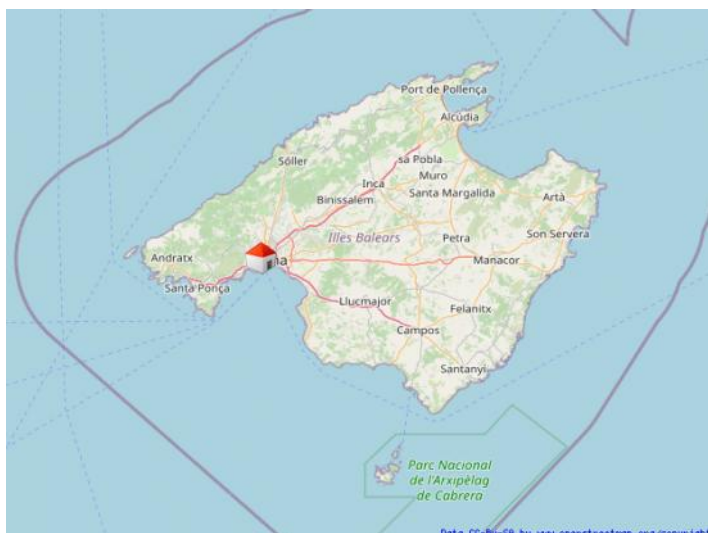 Port de Pollença
Alcúdia
Sóller
sa Pobla
Muro
Inca
Santa Margalida
Artà
Binissalem
Son Servera
Illes Balears
Petra
Andratx
na
Manacor
Santa Ponça
Llucmajor
Felanitx
Campos
Santanyí
Parc Nacional
de l'Arxipèlag
de Cabrera